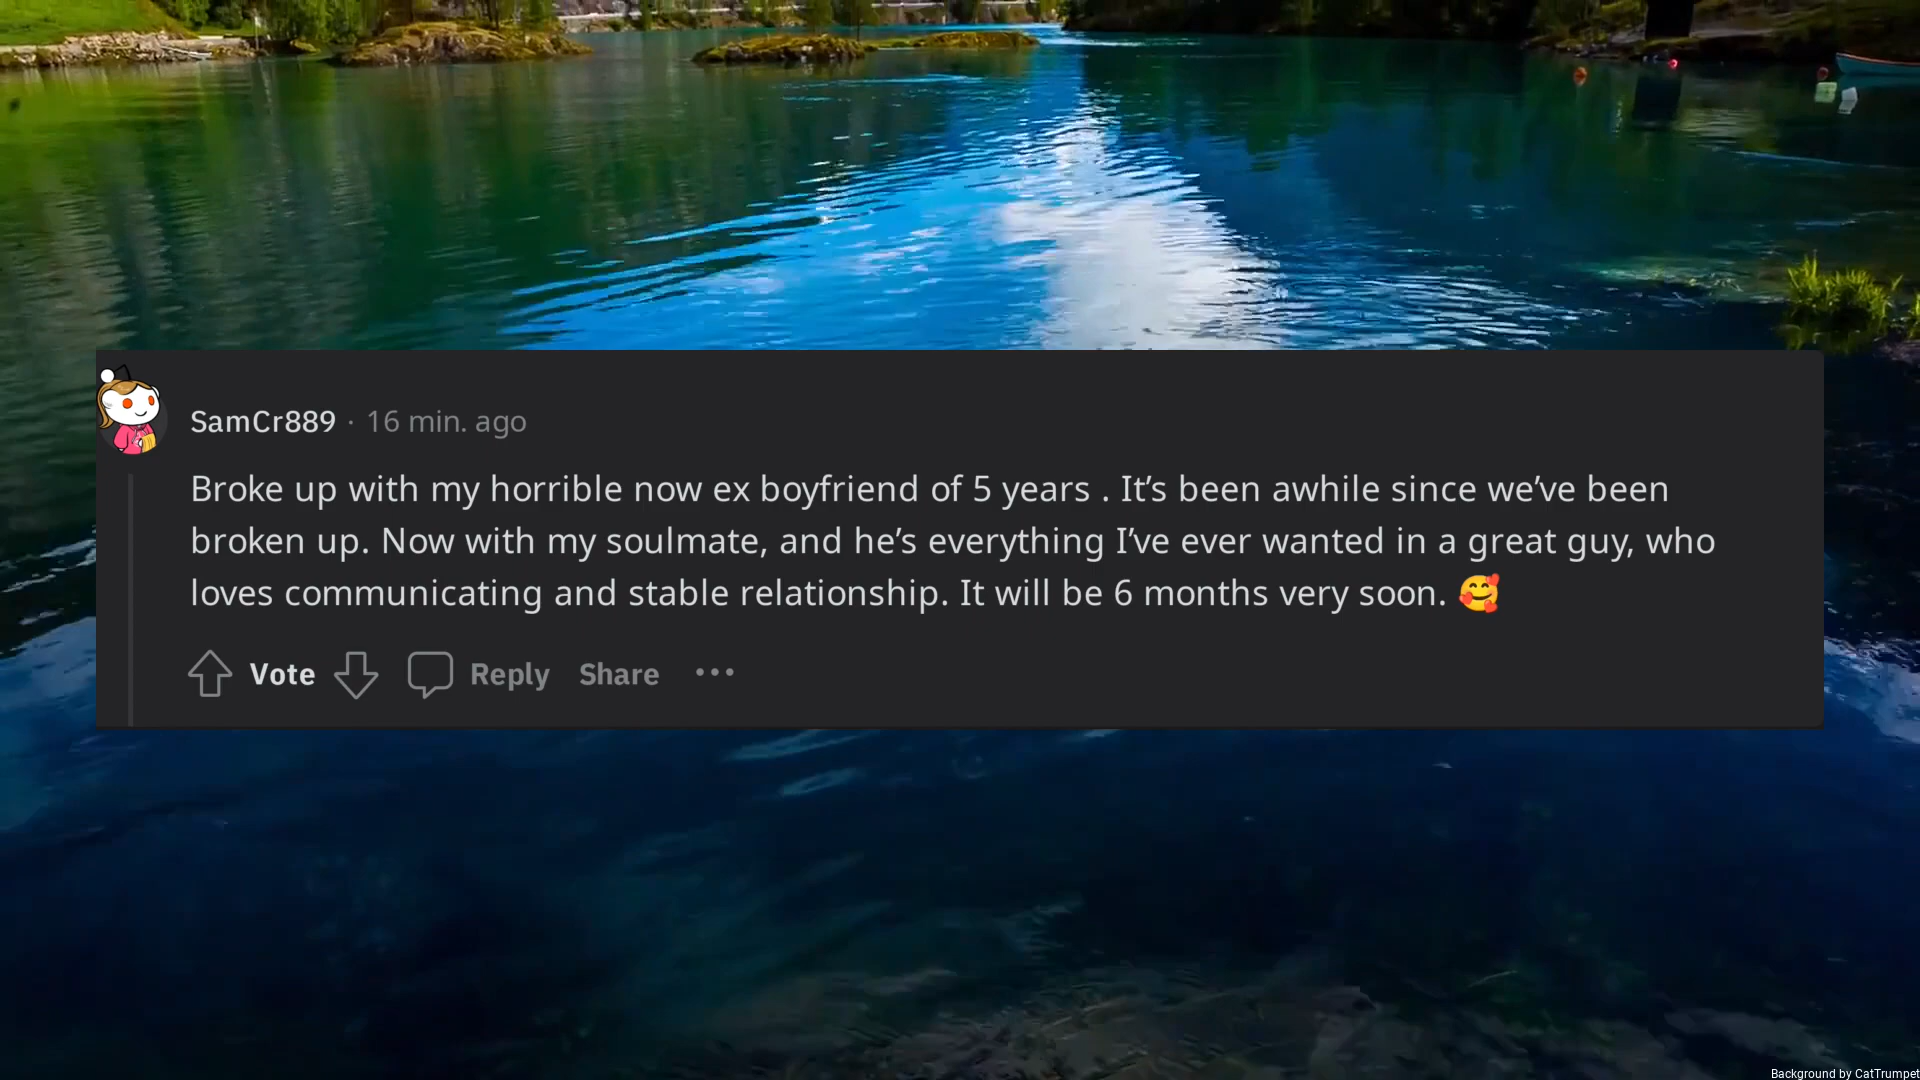 SamCr889 · 16 min. ago
Broke up with my horrible now ex boyfriend of 5 years . It’s been awhile since we’ve been
broken up. Now with my soulmate, and he’s everything I’ve ever wanted in a great guy, who
loves communicating and stable relationship. It will be 6 months very soon. 🥰
Vote Reply Share ···
Background by CatTrumpet